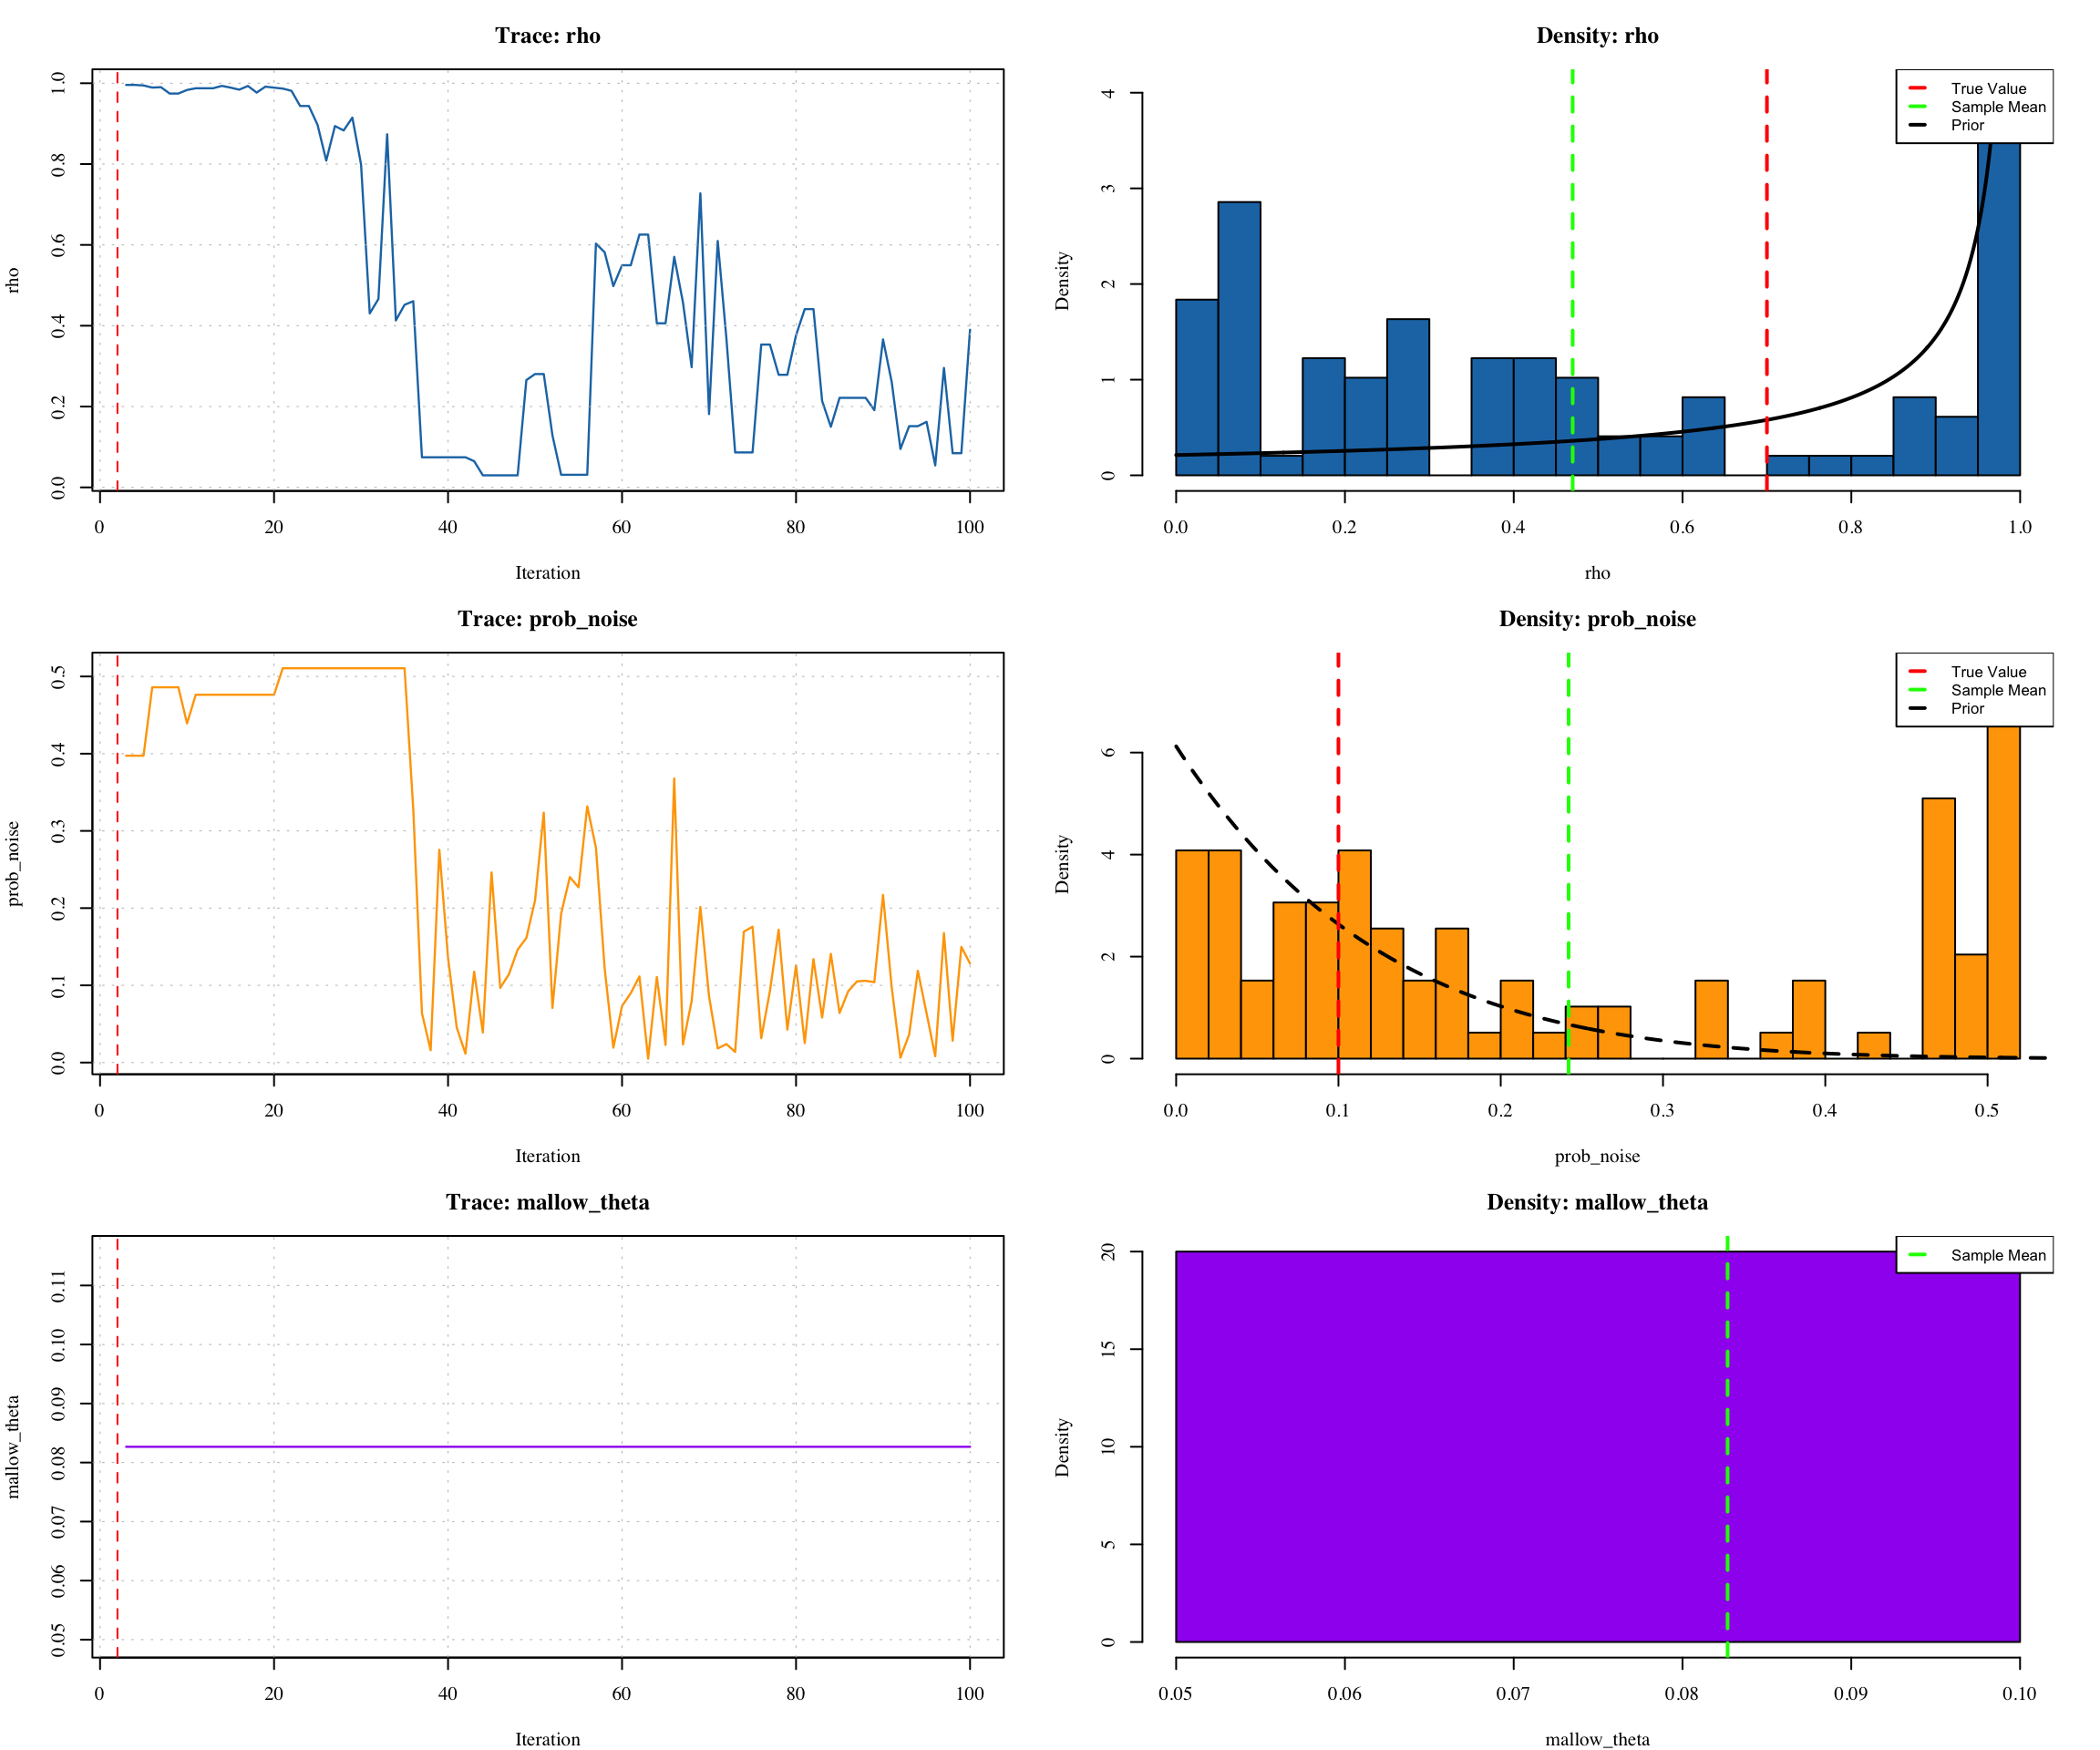 Trace: rho
rho
0.0 0.2 0.4 0.6 0.8 1.0
0 20 40 60 80 100
Iteration
Density: rho
Density
0 1 2 3 4
True Value
Sample Mean
Prior
0.0 0.2 0.4 0.6 0.8 1.0
rho
Trace: prob_noise
prob_noise
0.0 0.1 0.2 0.3 0.4 0.5
0 20 40 60 80 100
Iteration
Density: prob_noise
Density
0 2 4 6
True Value
Sample Mean
Prior
0.0 0.1 0.2 0.3 0.4 0.5
prob_noise
Trace: mallow_theta
mallow_theta
0.05 0.06 0.07 0.08 0.09 0.10 0.11
0 20 40 60 80 100
Iteration
Density: mallow_theta
Density
0 5 10 15 20
Sample Mean
0.05 0.06 0.07 0.08 0.09 0.10
mallow_theta